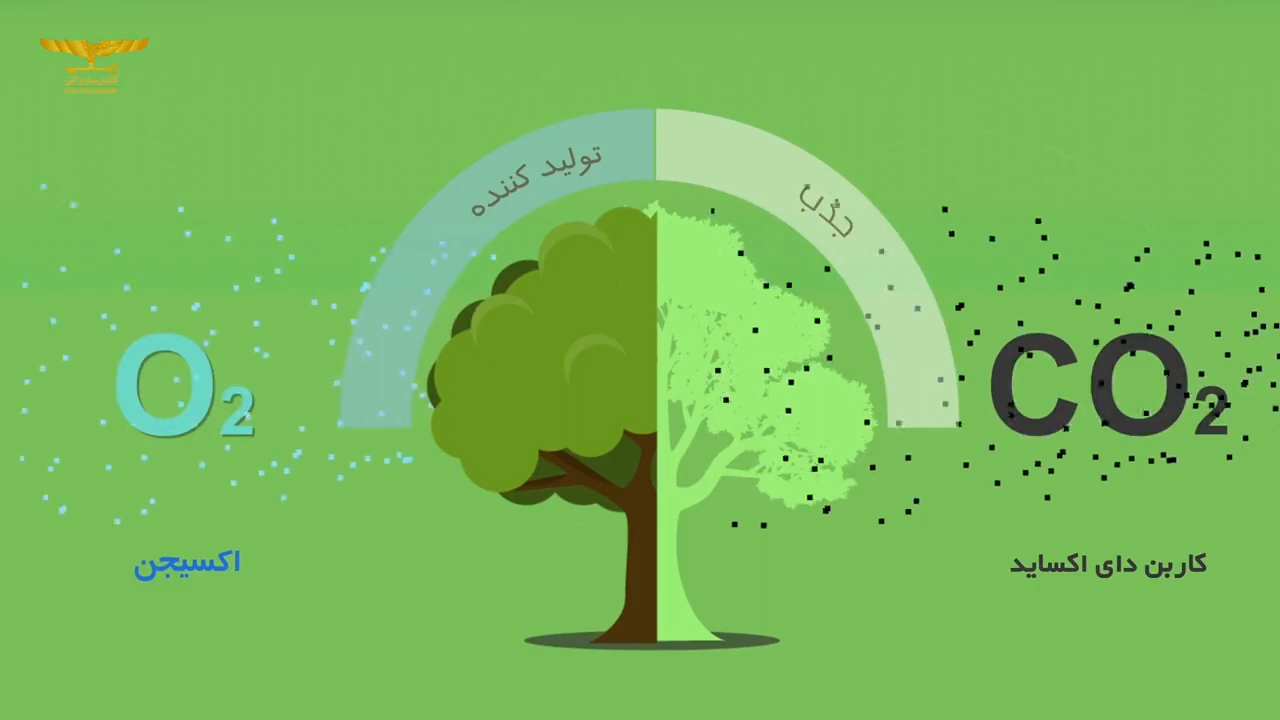 تولید کننده
جذب
O2
CO2
اکسیجن
کاربن دای اکساید